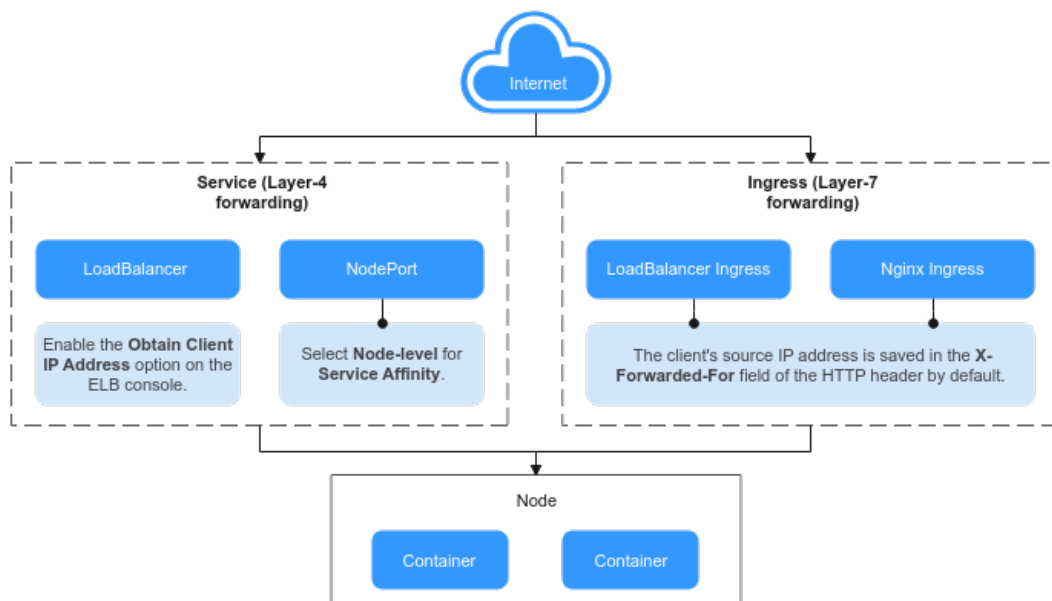 Internet
Service (Layer-4
forwarding)
LoadBalancer
NodePort
Enable the Obtain Client
IP Address option on the
ELB console.
Select Node-level for
Service Affinity.
Ingress (Layer-7
forwarding)
LoadBalancer Ingress
Nginx Ingress
The client's source IP address is saved in the X-
Forwarded-For field of the HTTP header by default.
Node
Container
Container